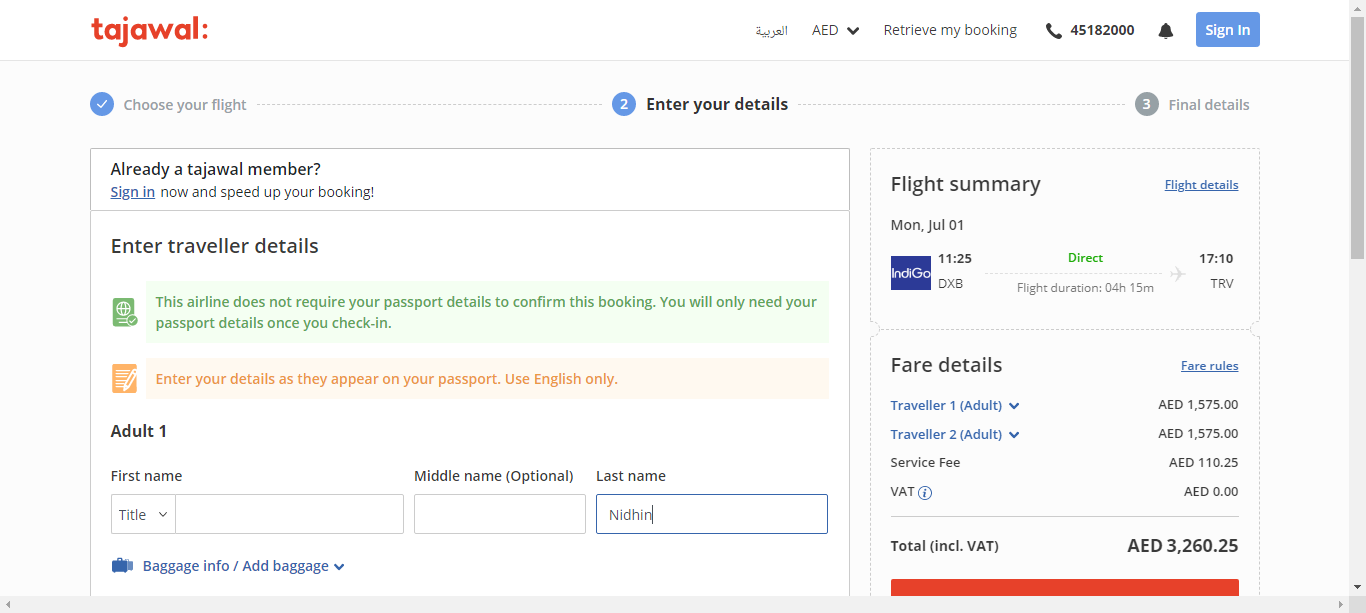 tajawal:
العربية
AED
Retrieve my booking
45182000
Sign In
Choose your flight
2
Enter your details
3
Final details
Already a tajawal member?
Sign in now and speed up your booking!
Enter traveller details
This airline does not require your passport details to confirm this booking. You will only need your
passport details once you check-in.
Enter your details as they appear on your passport. Use English only.
Adult 1
First name
Middle name (Optional)
Last name
Title
Nidhin
Baggage info / Add baggage
Flight summary
Flight details
Mon, Jul 01
IndiGo
11:25
Direct
17:10
DXB
Flight duration: 04h 15m
TRV
Fare details
Fare rules
Traveller 1 (Adult)
AED 1,575.00
Traveller 2 (Adult)
AED 1,575.00
Service Fee
AED 110.25
VAT i
AED 0.00
Total (incl. VAT)
AED 3,260.25